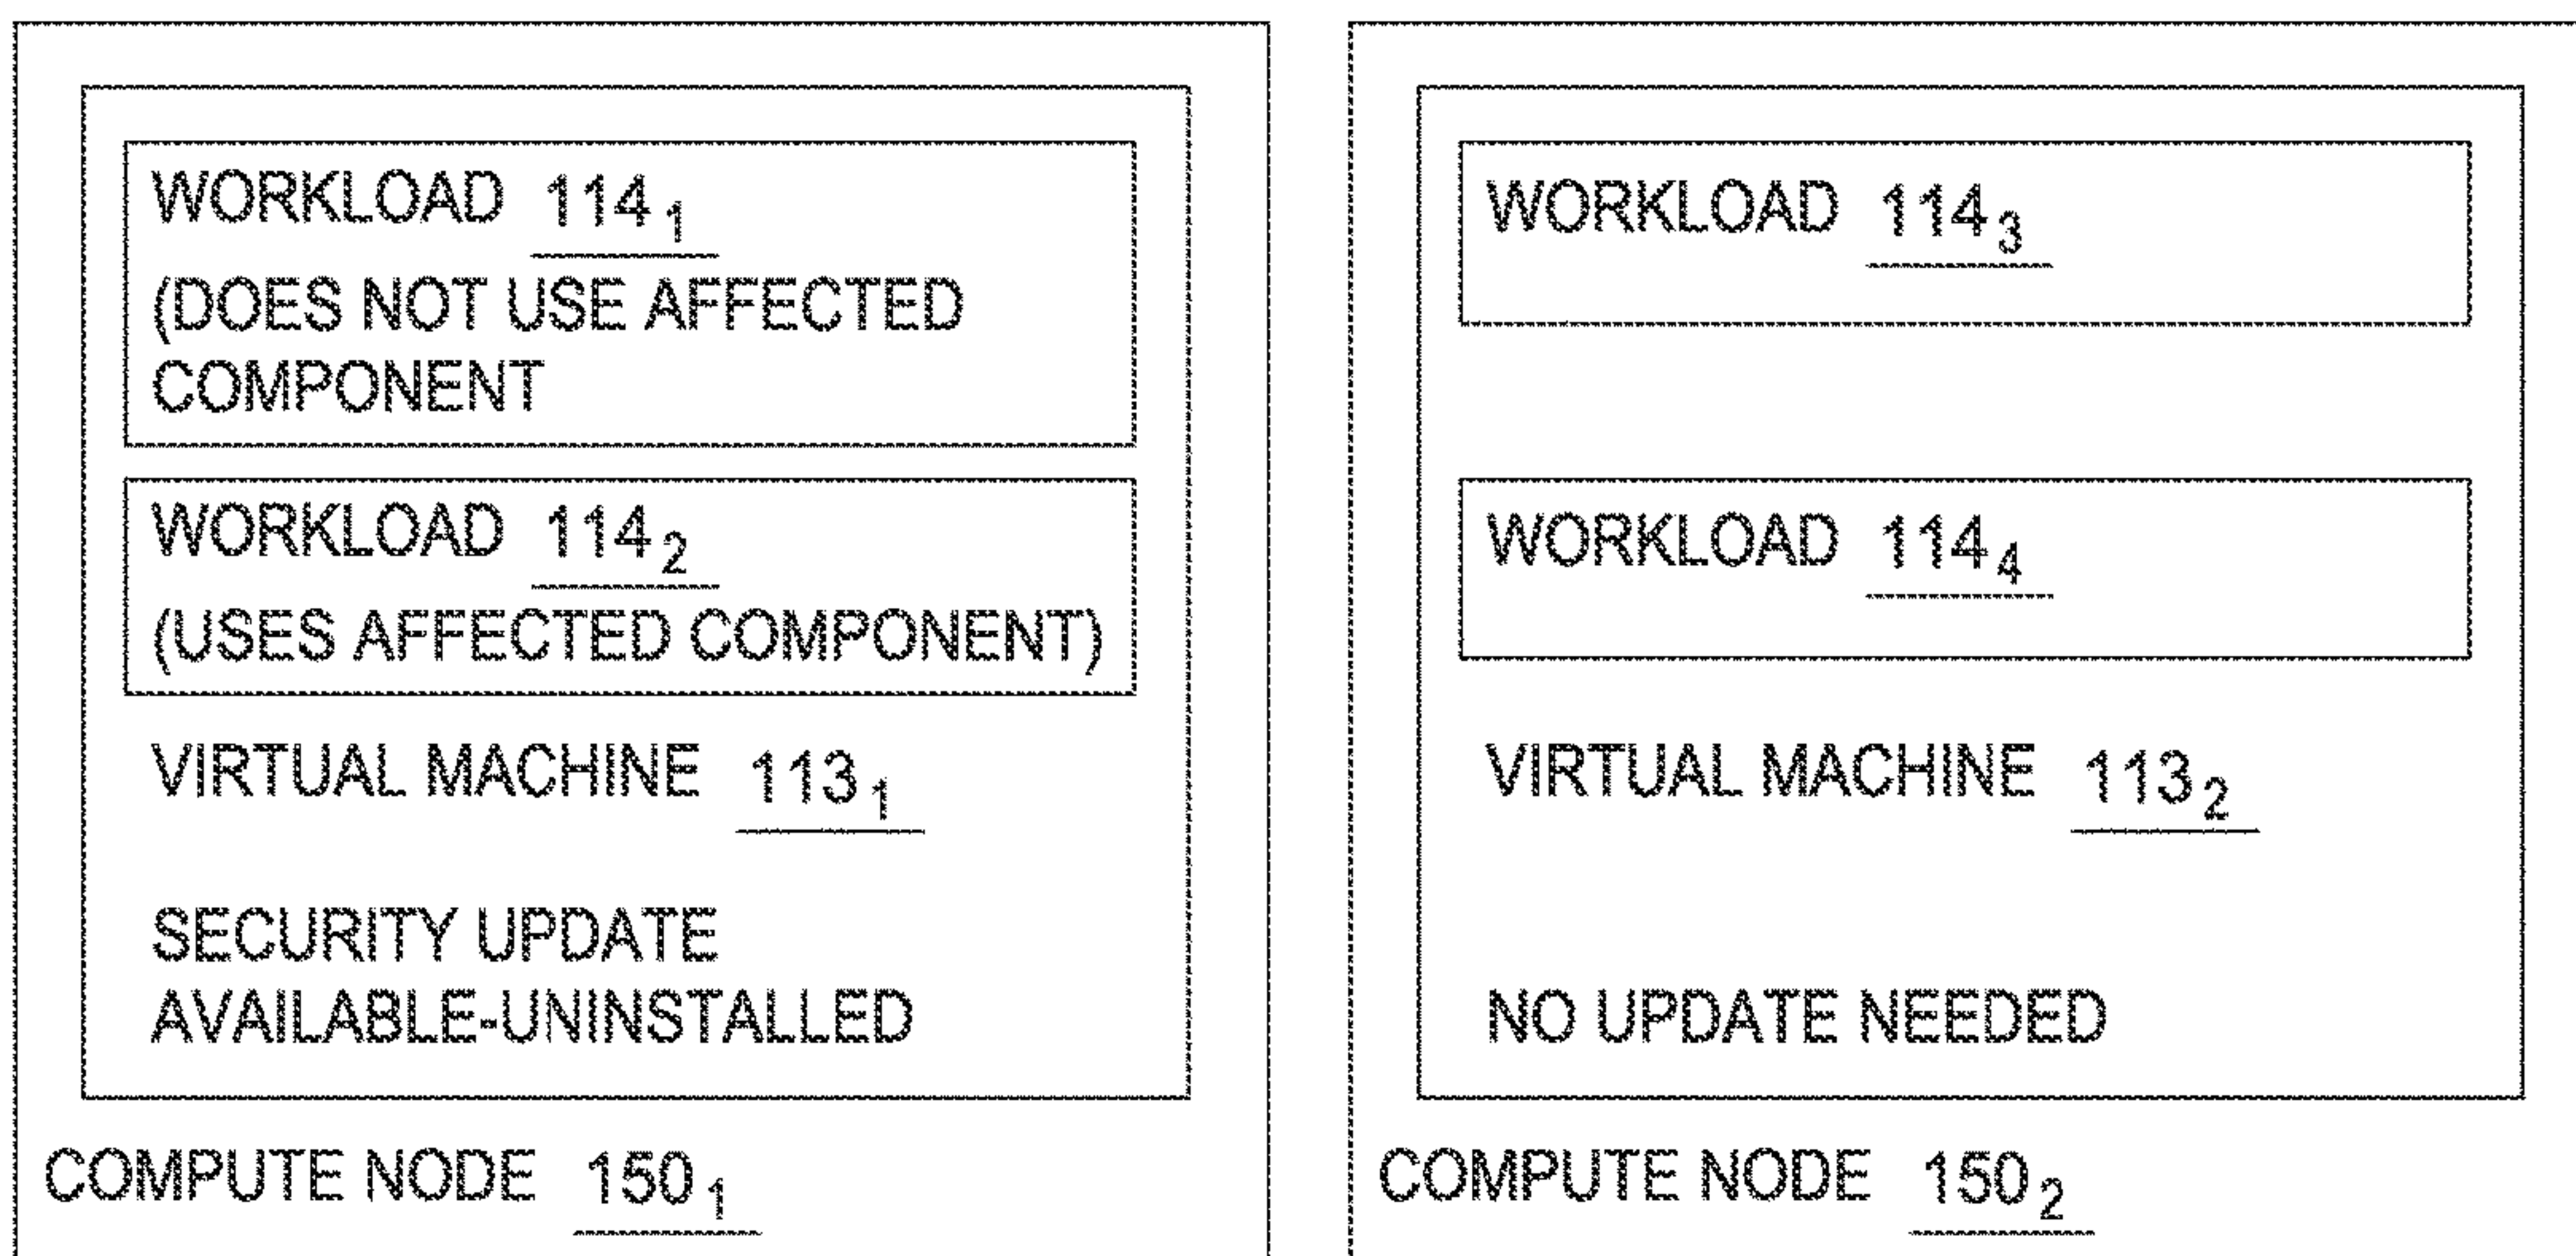 WORKLOAD 114₁
(DOES NOT USE AFFECTED
COMPONENT
WORKLOAD 114₂
(USES AFFECTED COMPONENT)
VIRTUAL MACHINE 113₁
SECURITY UPDATE
AVAILABLE-UNINSTALLED
COMPUTE NODE 150₁
WORKLOAD 114₃
WORKLOAD 114₄
VIRTUAL MACHINE 113₂
NO UPDATE NEEDED
COMPUTE NODE 150₂